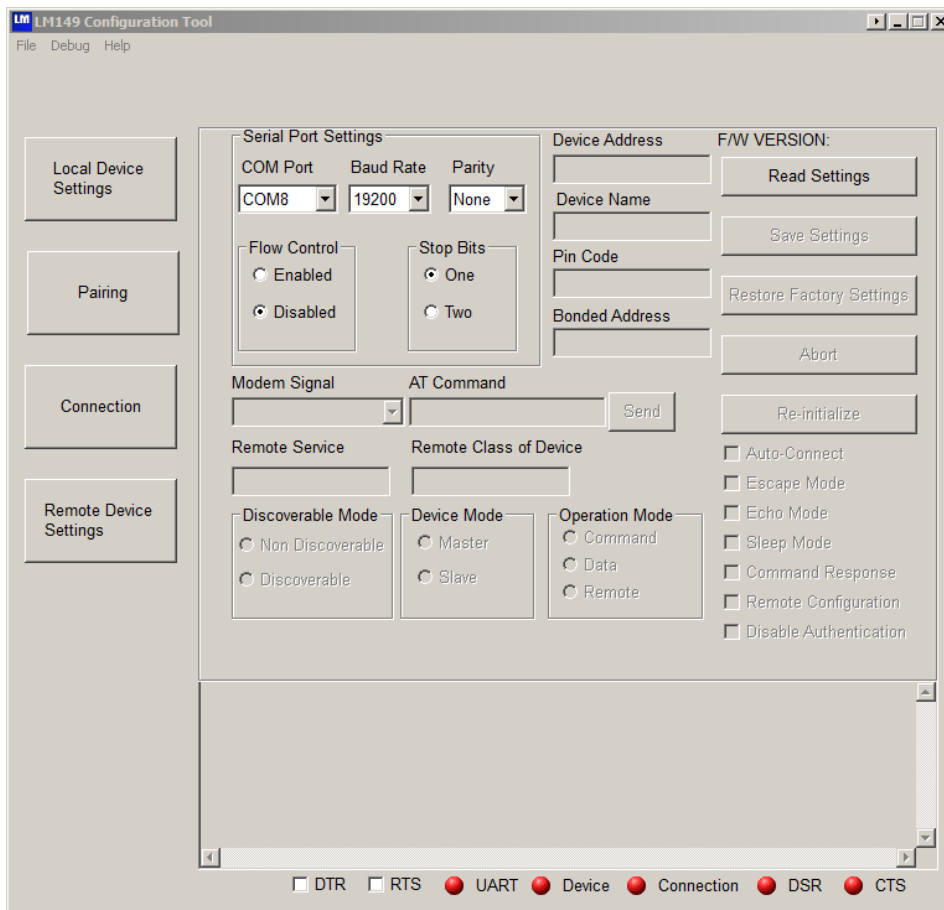 LM LM149 Configuration Tool
File Debug Help
Local Device
Settings
Pairing
Connection
Remote Device
Settings
Serial Port Settings
COM Port Baud Rate Parity
COM8 19200 None
Flow Control
Enabled
Disabled
Stop Bits
One
Two
Device Address
Device Name
Pin Code
Bonded Address
F/W VERSION:
Read Settings
Save Settings
Restore Factory Settings
Abort
Re-initialize
Modem Signal
AT Command
Send
Remote Service
Remote Class of Device
Discoverable Mode
Non Discoverable
Discoverable
Device Mode
Master
Slave
Operation Mode
Command
Data
Remote
Auto-Connect
Escape Mode
Echo Mode
Sleep Mode
Command Response
Remote Configuration
Disable Authentication
DTR RTS UART Device Connection DSR CTS